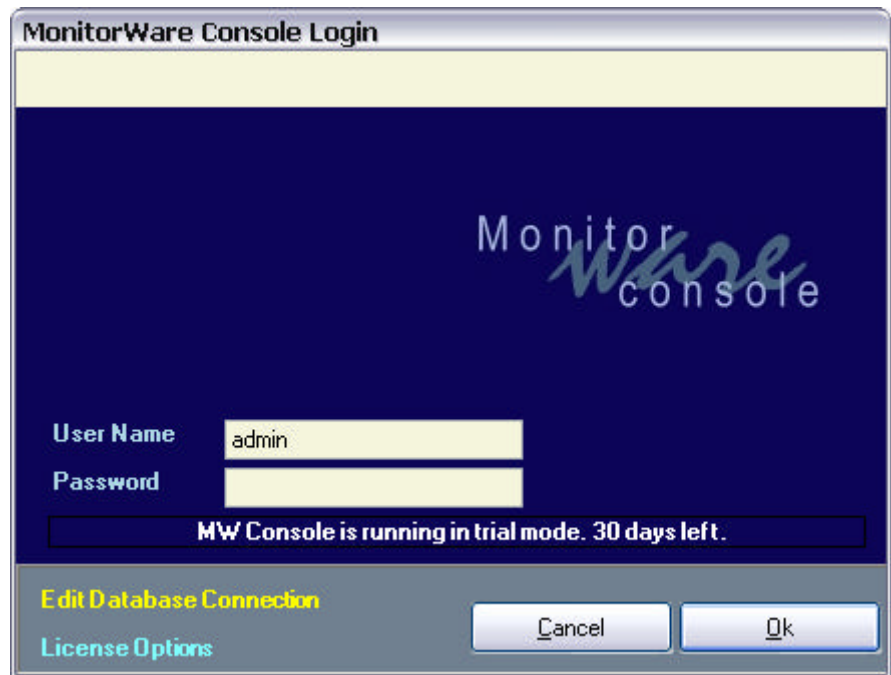 MonitorWare Console Login
Monitor
ware
console
User Name
admin
Password
MW Console is running in trial mode. 30 days left.
Edit Database Connection
Cancel
Ok
License Options